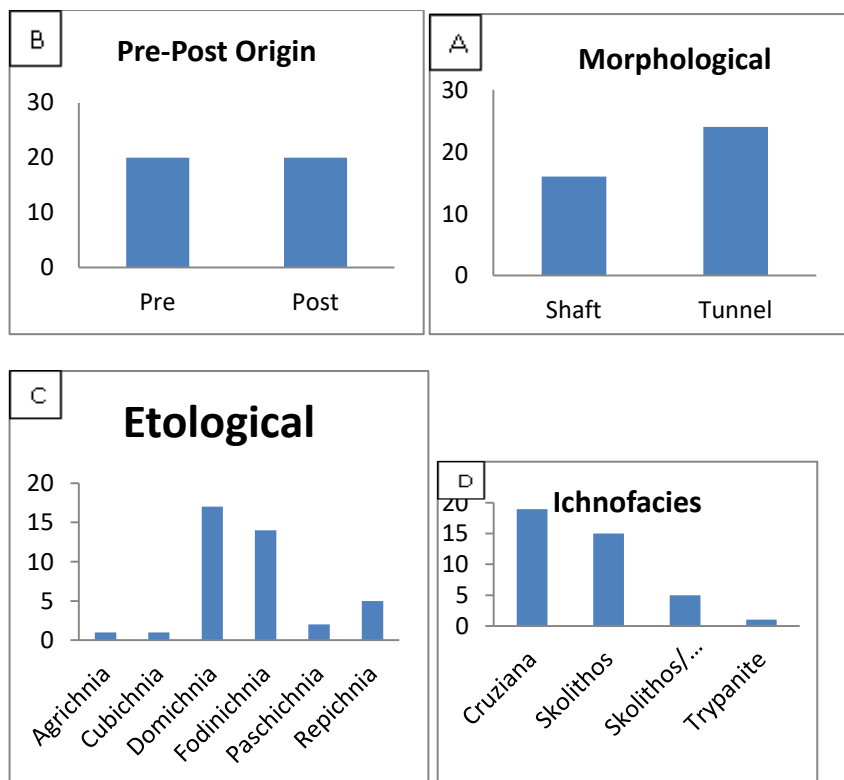 B
Pre-Post Origin
30
20
10
0
Pre Post
A
Morphological
30
20
10
0
Shaft Tunnel
C
Etological
20
15
10
5
0
Agrichnia
Cubichnia
Domichnia
Fodinichnia
Paschichnia
Repichnia
D
Ichnofacies
20
15
10
5
0
Cruziana
Skolithos
Skolithos/...
Trypanite